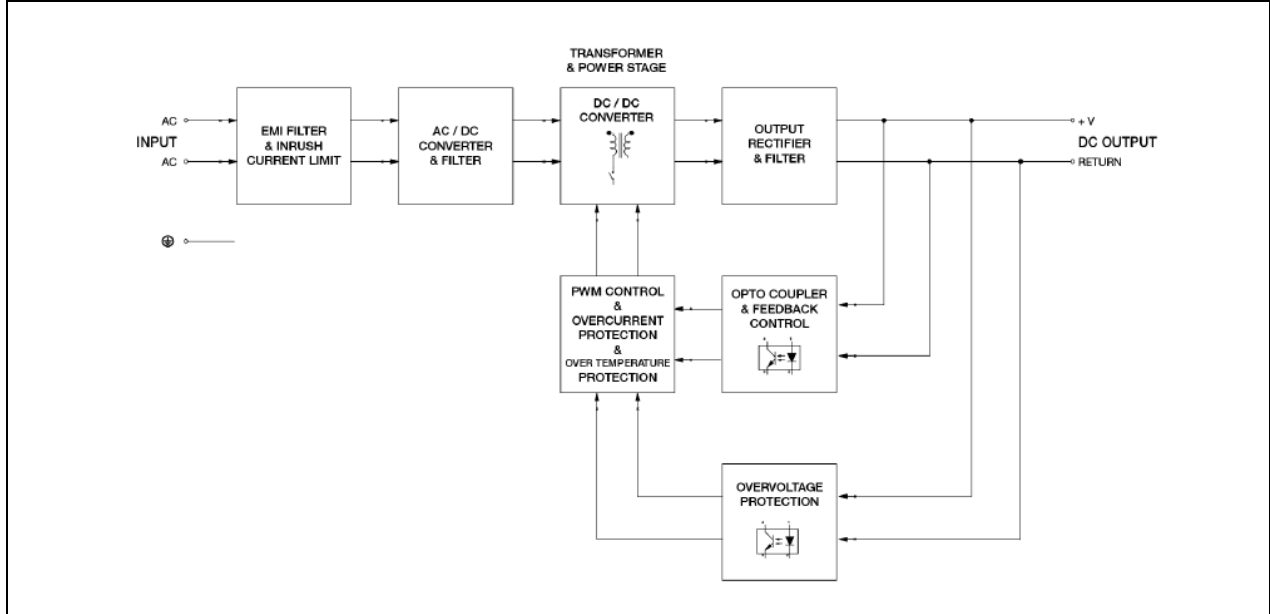 TRANSFORMER
& POWER STAGE
AC
INPUT
AC
EMI FILTER
& INRUSH
CURRENT LIMIT
AC / DC
CONVERTER
& FILTER
DC / DC
CONVERTER
OUTPUT
RECTIFIER
& FILTER
+ V
DC OUTPUT
RETURN
PWM CONTROL
&
OVERCURRENT
PROTECTION
&
OVER TEMPERATURE
PROTECTION
OPTO COUPLER
& FEEDBACK
CONTROL
OVERVOLTAGE
PROTECTION